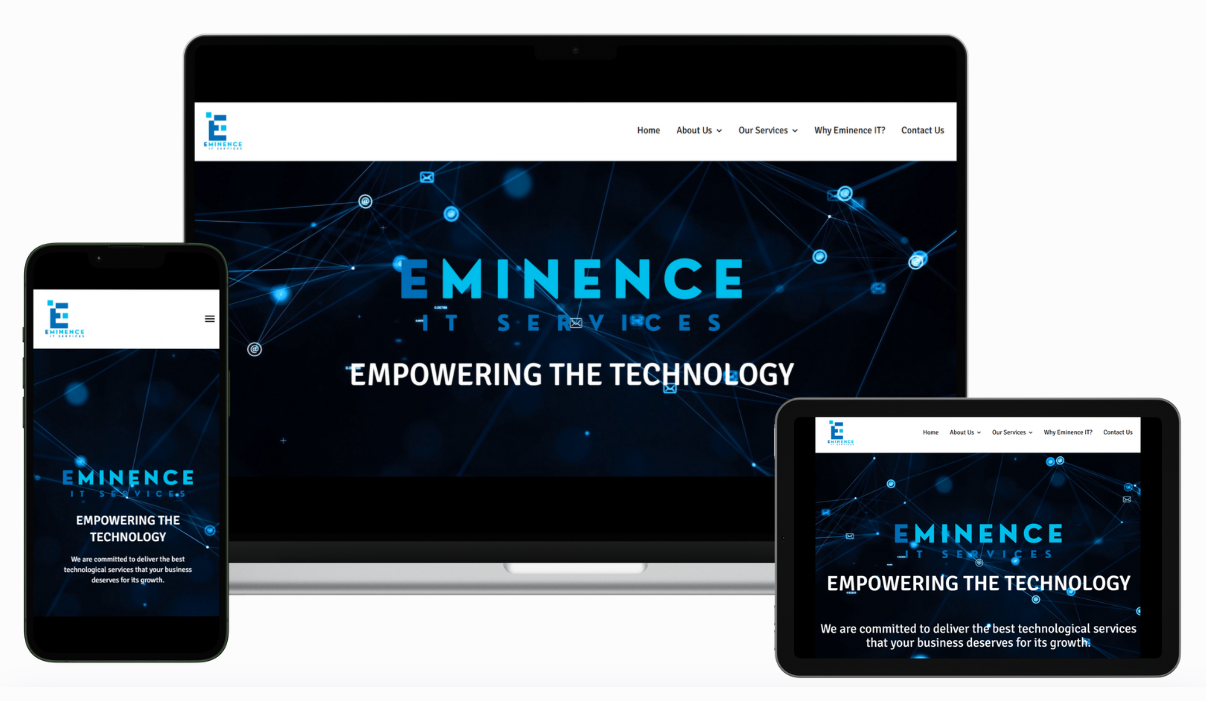 EMINENCE
IT SERVICES
Home About Us Our Services Why Eminence IT? Contact Us
EMINENCE
IT SERVICES
EMPOWERING THE TECHNOLOGY
EMINENCE
IT SERVICES
EMINENCE
IT SERVICES
EMPOWERING THE
TECHNOLOGY
We are committed to deliver the best
technological services that your business
deserves for its growth.
EMINENCE
Home About Us Our Services Why Eminence IT? Contact Us
EMINENCE
IT SERVICES
EMPOWERING THE TECHNOLOGY
We are committed to deliver the best technological services
that your business deserves for its growth.